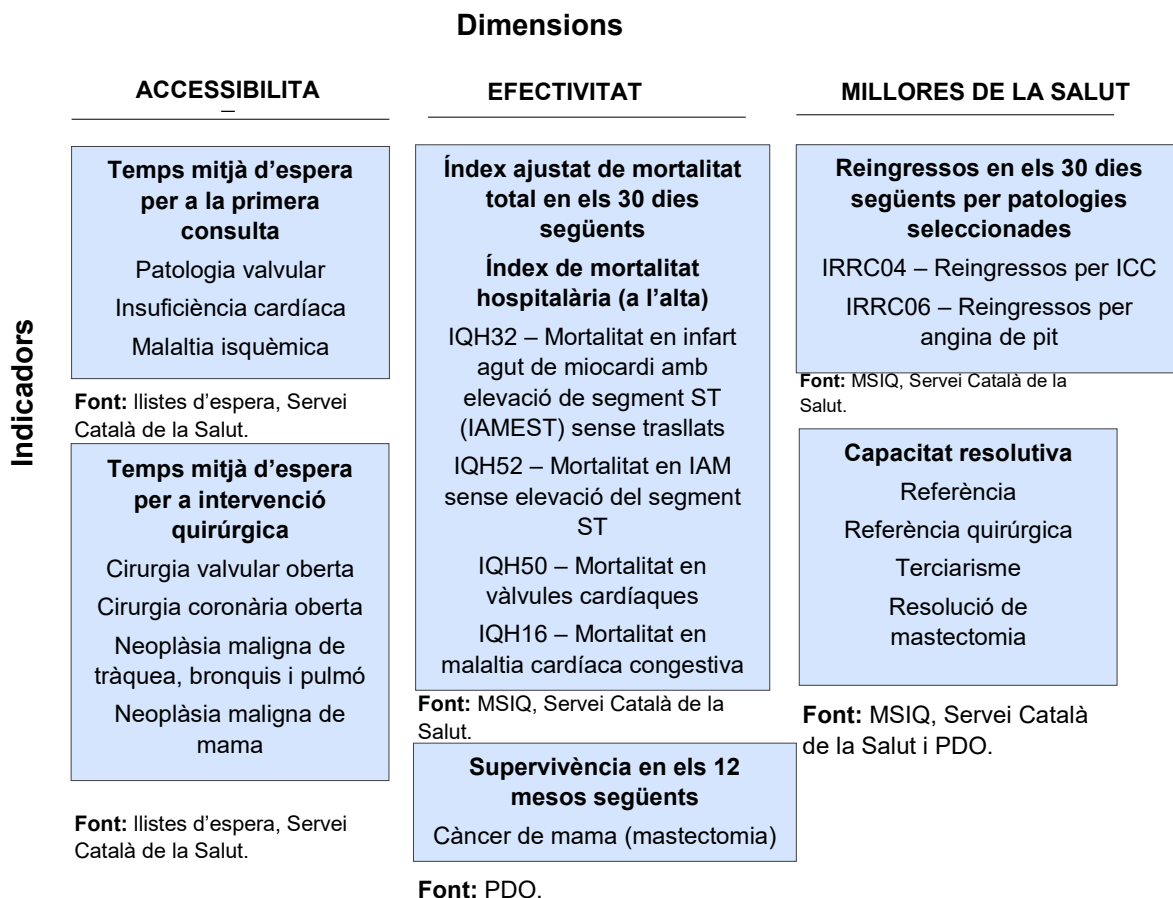 Dimensions
Indicadors
ACCESSIBILITA
EFECTIVITAT
MILLORES DE LA SALUT
Temps mitjà d’espera
per a la primera
consulta
Patologia valvular
Insuficiència cardíaca
Malaltia isquèmica
Font: llistes d’espera, Servei
Català de la Salut.
Temps mitjà d’espera
per a intervenció
quirúrgica
Cirurgia valvular oberta
Cirurgia coronària oberta
Neoplàsia maligna de
tràquea, bronquis i pulmó
Neoplàsia maligna de
mama
Font: llistes d’espera, Servei
Català de la Salut.
Índex ajustat de mortalitat
total en els 30 dies
següents
Índex de mortalitat
hospitalària (a l’alta)
IQH32 – Mortalitat en infart
agut de miocardi amb
elevació de segment ST
(IAMEST) sense trasllats
IQH52 – Mortalitat en IAM
sense elevació del segment
ST
IQH50 – Mortalitat en
vàlvules cardíaques
IQH16 – Mortalitat en
malaltia cardíaca congestiva
Font: MSIQ, Servei Català de la
Salut.
Supervivència en els 12
mesos següents
Càncer de mama (mastectomia)
Font: PDO.
Reingressos en els 30 dies
següents per patologies
seleccionades
IRRC04 – Reingressos per ICC
IRRC06 – Reingressos per
angina de pit
Font: MSIQ, Servei Català de la
Salut.
Capacitat resolutiva
Referència
Referència quirúrgica
Terciarisme
Resolució de
mastectomia
Font: MSIQ, Servei Català
de la Salut i PDO.